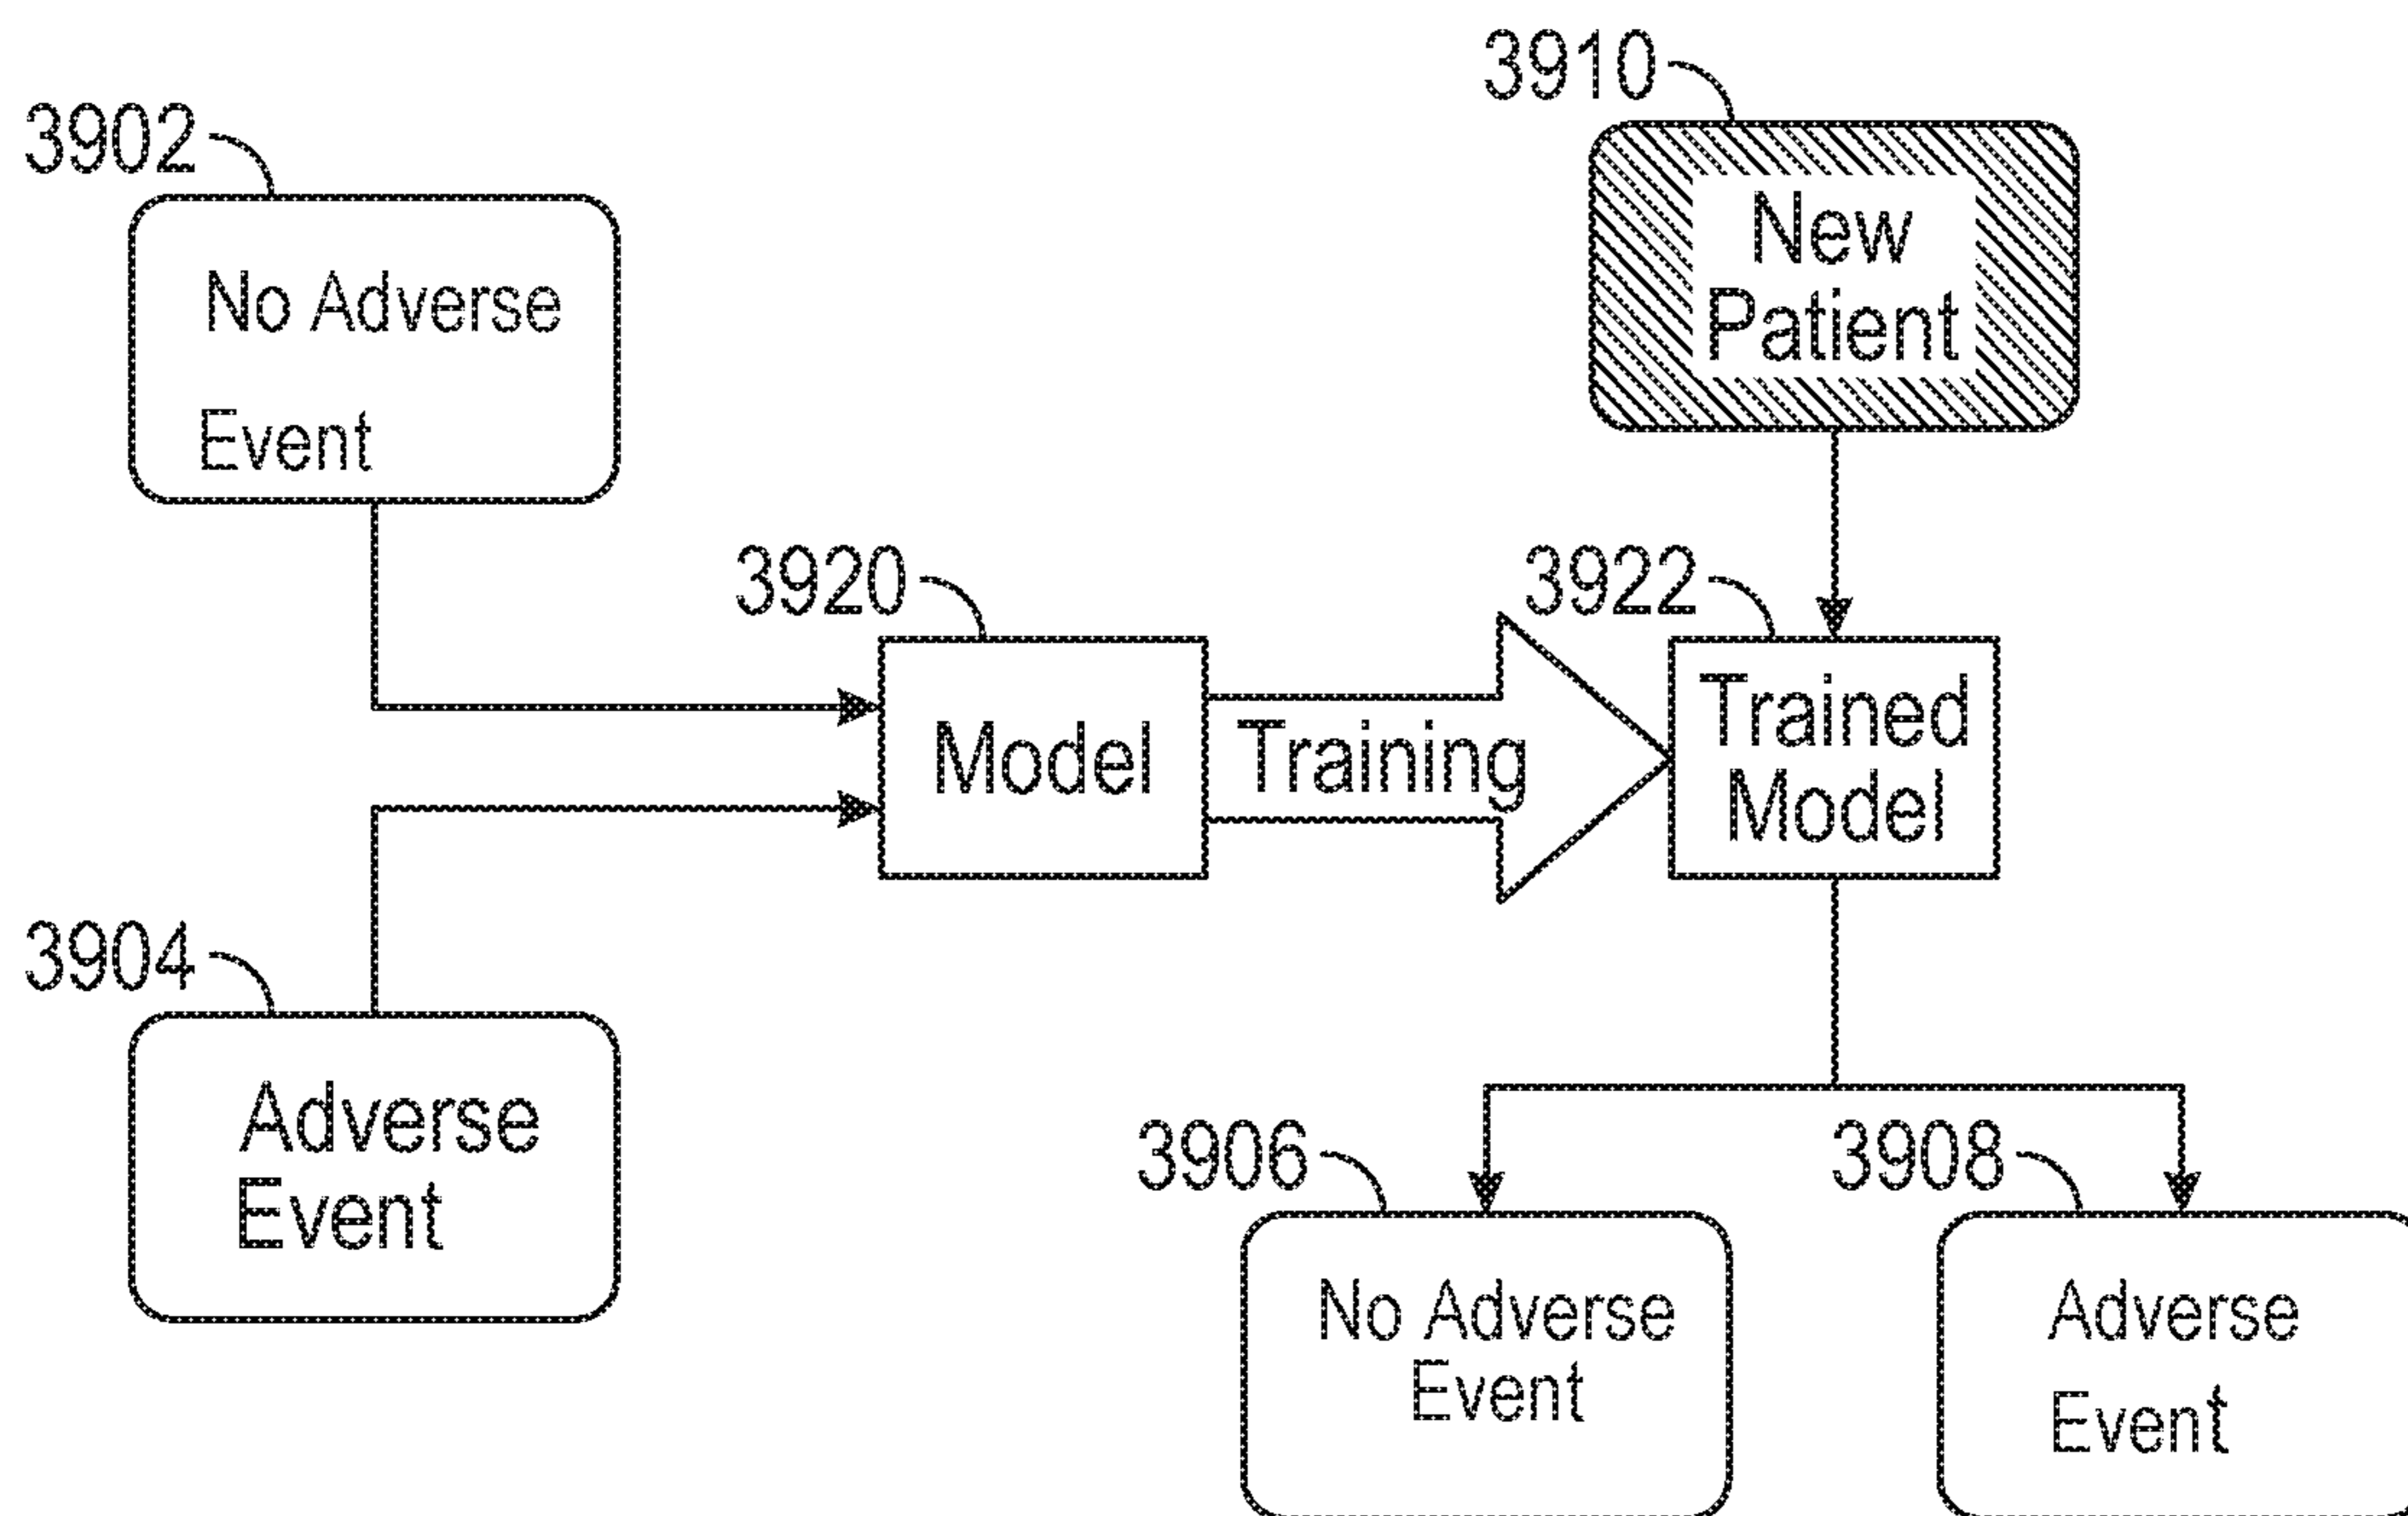 3910
3902
New
Patient
No Adverse
Event
3920
3922
Model
Training
Trained
Model
3904
Adverse
Event
3906
3908
No Adverse
Event
Adverse
Event